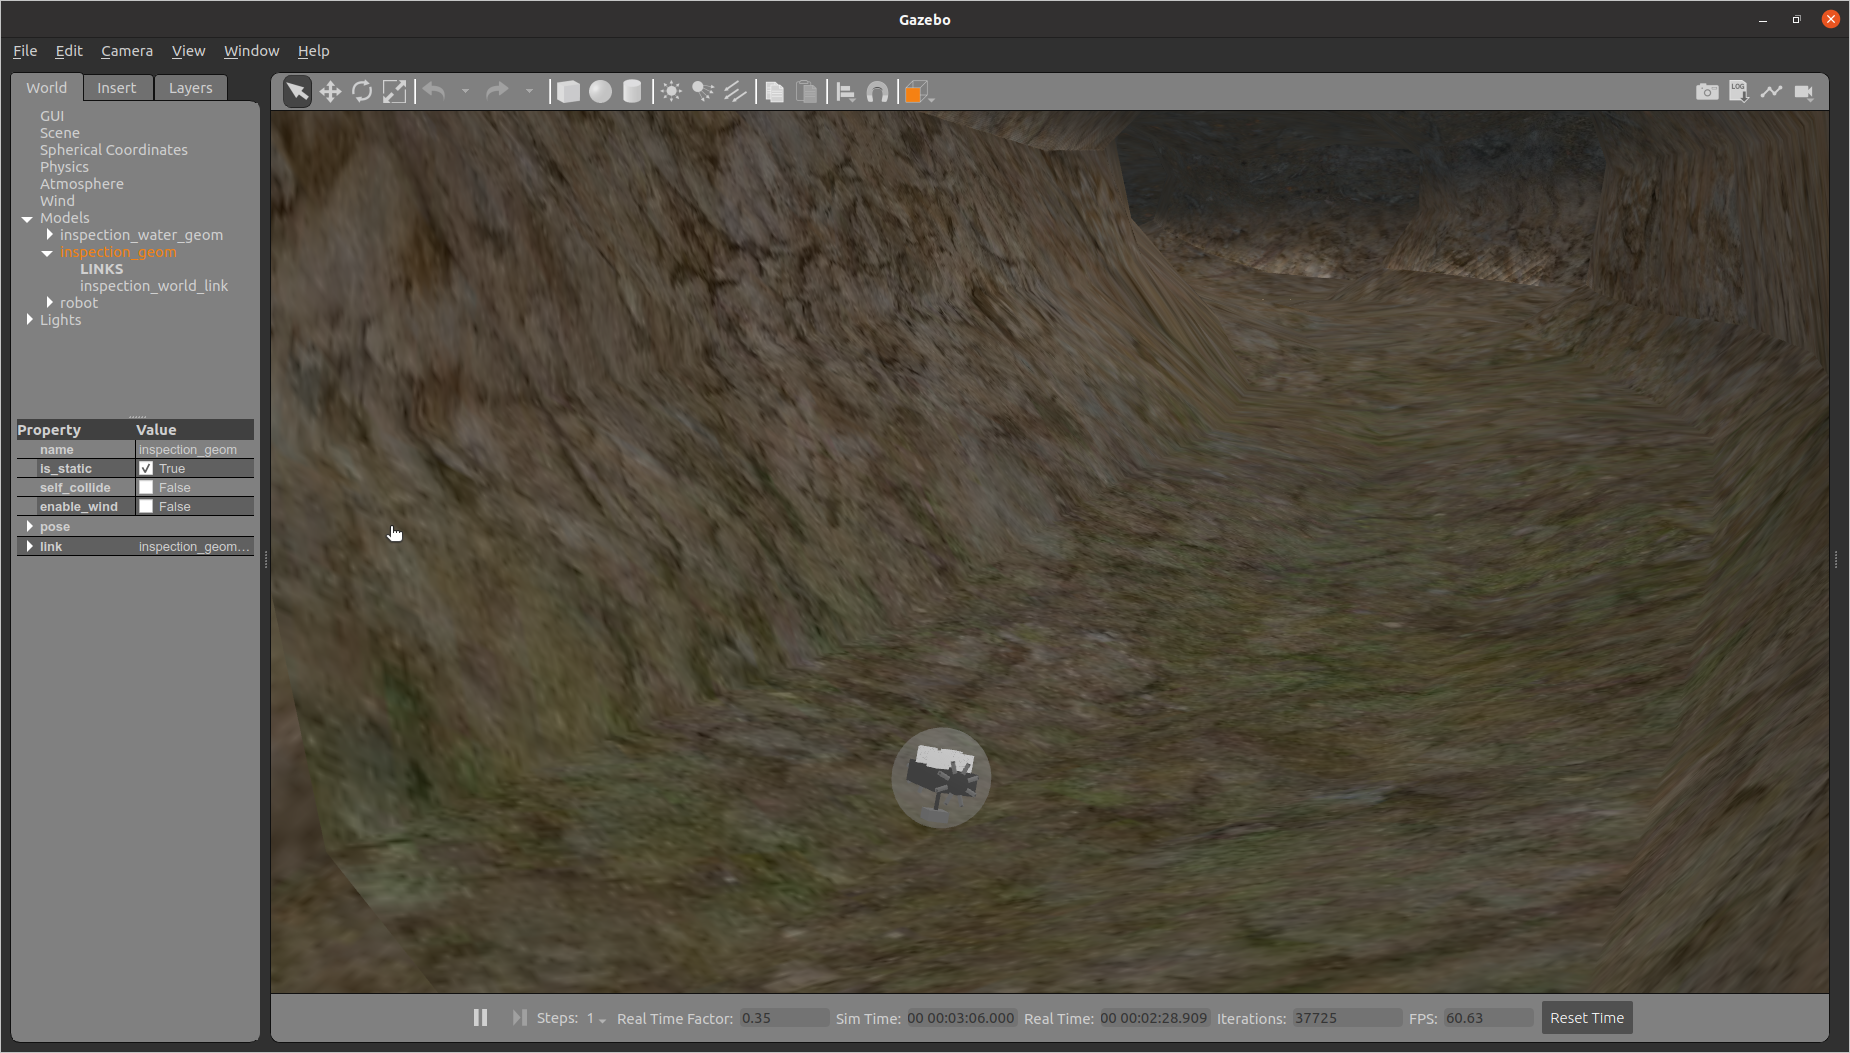 Gazebo
File Edit Camera View Window Help
World Insert Layers
LOG
GUI
Scene
Spherical Coordinates
Physics
Atmosphere
Wind
Models
inspection_water_geom
inspection_geom
LINKS
inspection_world_link
robot
Lights
Property Value
name inspection_geom
is_static True
self_collide False
enable_wind False
pose
link inspection_geom...
Steps: 1 Real Time Factor: 0.35 Sim Time: 00 00:03:06.000 Real Time: 00 00:02:28.909 Iterations: 37725 FPS: 60.63 Reset Time